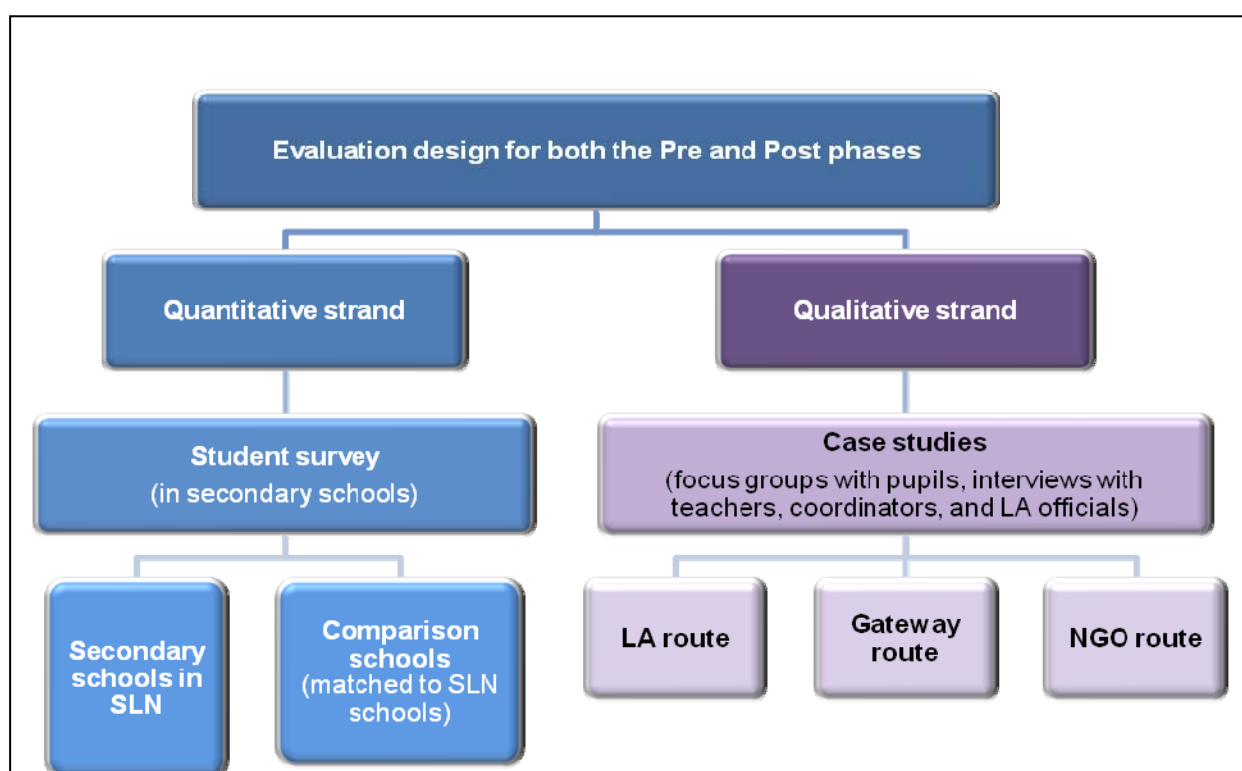 Evaluation design for both the Pre and Post phases
Quantitative strand
Qualitative strand
Student survey
(in secondary schools)
Case studies
(focus groups with pupils, interviews with
teachers, coordinators, and LA officials)
Secondary
schools in
SLN
Comparison
schools
(matched to SLN
schools)
LA route
Gateway
route
NGO route